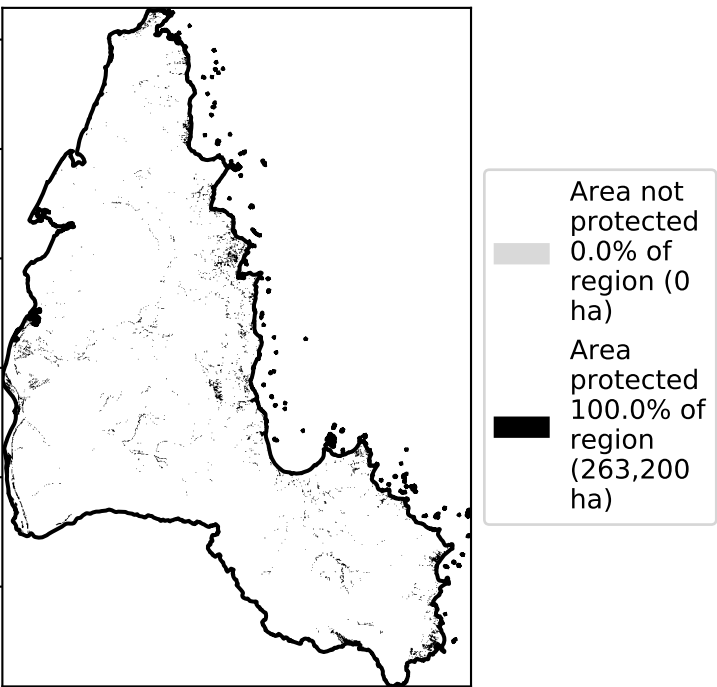 Area not
protected
0.0% of
region (0
ha)
Area
protected
100.0% of
region
(263,200
ha)